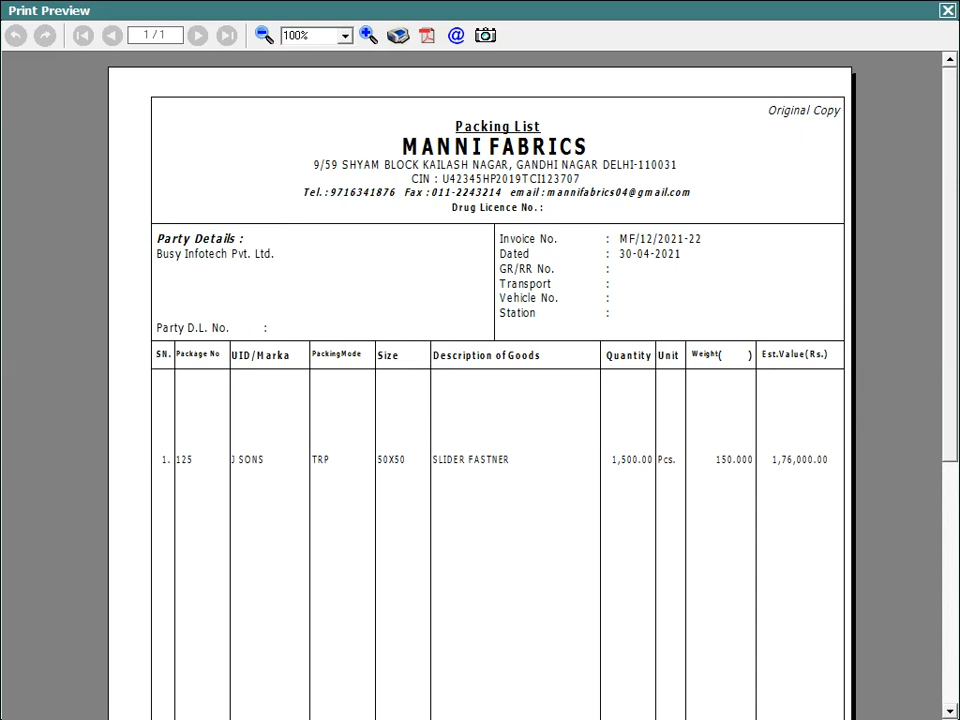 Print Preview
1 / 1
100%
Original Copy
Packing List
MANNI FABRICS
9/59 SHYAM BLOCK KAILASH NAGAR, GANDHI NAGAR DELHI-110031
CIN : U42345HP2019TCI123707
Tel. : 9716341876 Fax : 011-2243214 email : mannifabrics04@gmail.com
Drug Licence No. :
Party Details :
Busy Infotech Pvt. Ltd.
Party D.L. No. :
Invoice No. : MF/12/2021-22
Dated : 30-04-2021
GR/RR No. :
Transport :
Vehicle No. :
Station :
SN. Package No UID/Marka Packing Mode Size Description of Goods Quantity Unit Weight( ) Est.Value(Rs.)
1. 125 J SONS TRP 50X50 SLIDER FASTNER 1,500.00 Pcs. 150.000 1,76,000.00